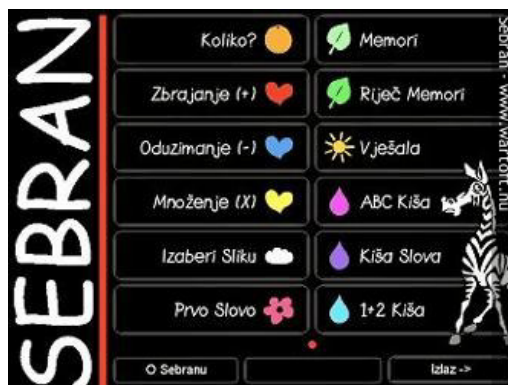 SEBRAN
Koliko?
Zbrajanje (+)
Oduzimanje (-)
Množenje (X)
Izaberi Sliku
Prvo Slovo
Memori
Riječ Memori
Vješala
ABC Kiša
Kiša Slova
1+2 Kiša
O Sebranu
Izlaz ->
Sebran - www.wartoft.nu